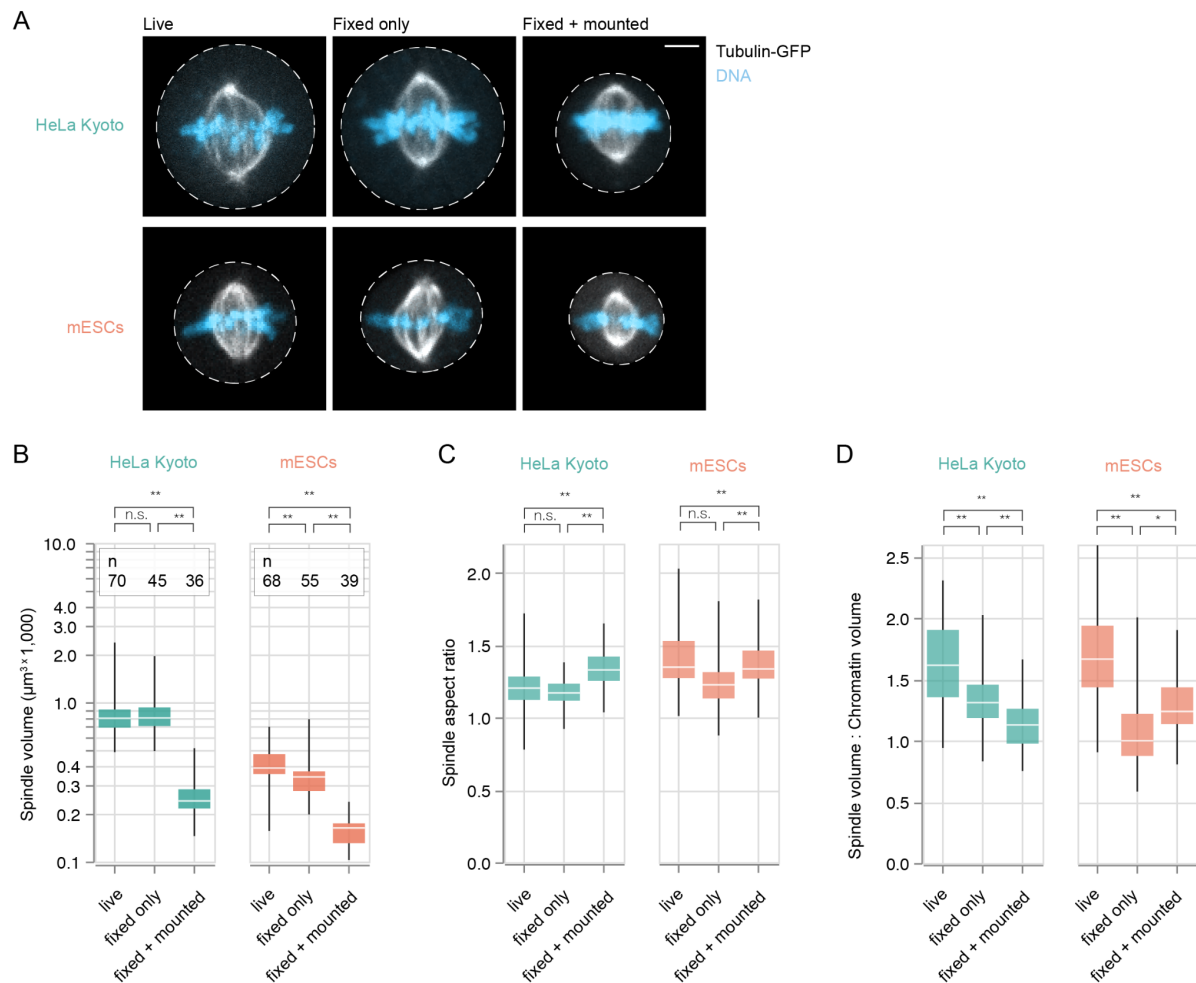 A
Live
Fixed only
Fixed + mounted
Tubulin-GFP
DNA
HeLa Kyoto
mESCs
B
HeLa Kyoto
mESCs
**
**
n.s.
**
**
**
n
70 45 36
n
68 55 39
Spindle volume (µm³ x 1,000)
10.0
4.0
3.0
2.0
1.0
0.4
0.3
0.2
0.1
live
fixed only
fixed + mounted
live
fixed only
fixed + mounted
C
HeLa Kyoto
mESCs
**
**
n.s.
**
n.s.
**
Spindle aspect ratio
2.0
1.5
1.0
0.0
live
fixed only
fixed + mounted
live
fixed only
fixed + mounted
D
HeLa Kyoto
mESCs
**
**
**
**
**
*
Spindle volume : Chromatin volume
2.5
2.0
1.5
1.0
0.5
0.0
live
fixed only
fixed + mounted
live
fixed only
fixed + mounted